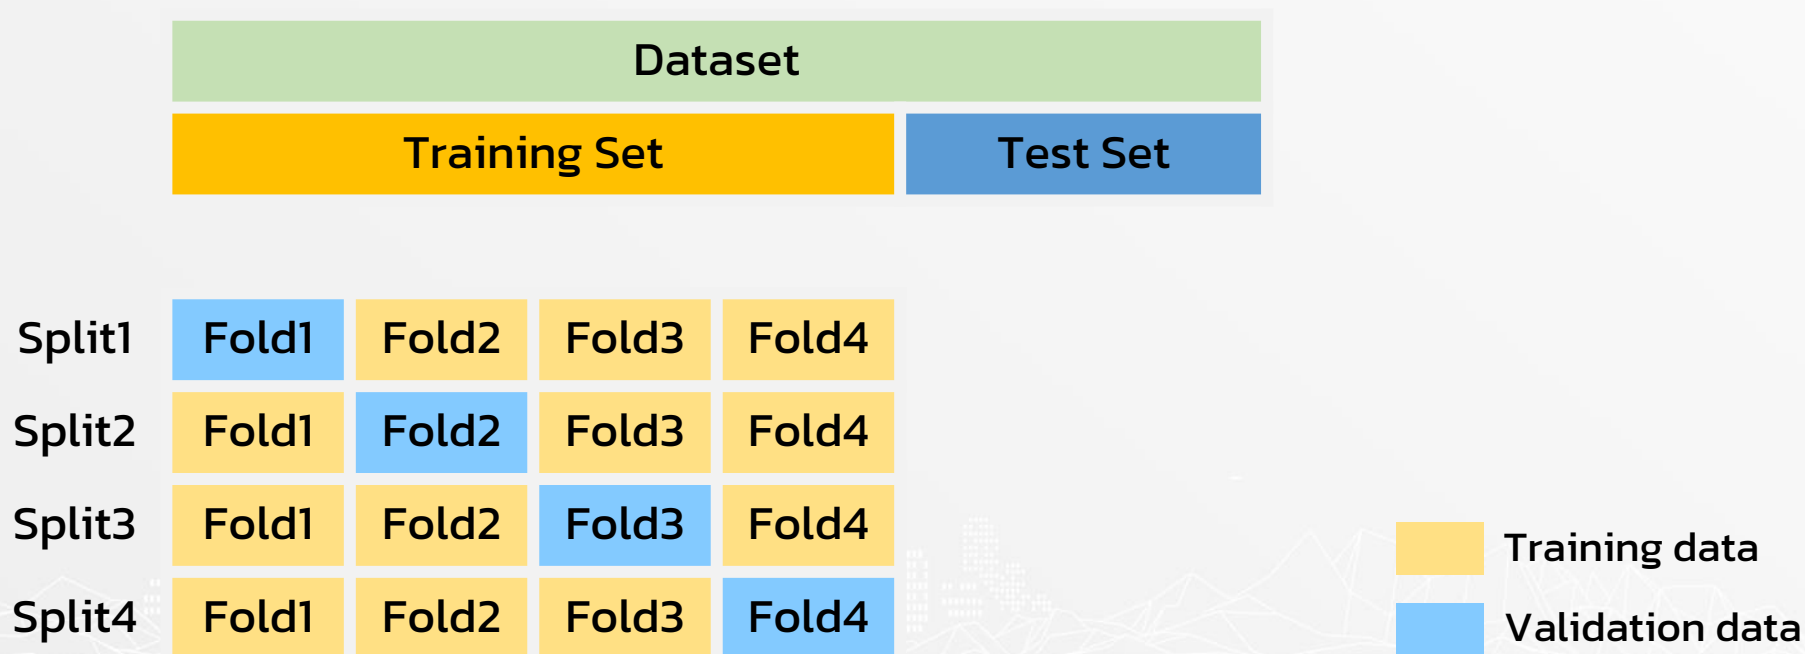 Dataset
Training Set Test Set
Split1 Fold1 Fold2 Fold3 Fold4
Split2 Fold1 Fold2 Fold3 Fold4
Split3 Fold1 Fold2 Fold3 Fold4
Split4 Fold1 Fold2 Fold3 Fold4
Training data
Validation data